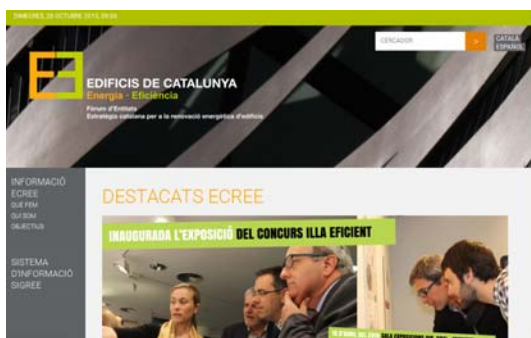 DIMECRES, 28 OCTUBRE 2015, 09:55
CERCADOR
>
CATALÀ
ESPAÑOL
EDIFICIS DE CATALUNYA
Energia - Eficiència
Fòrum d'Entitats
Estratègia catalana per a la renovació energètica d'edificis
INFORMACIÓ
ECREE
QUÈ FEM
QUI SOM
OBJECTIUS
SISTEMA
D'INFORMACIÓ
SIGREE
DESTACATS ECREE
INAUGURADA L'EXPOSICIÓ DEL CONCURS ILLA EFICIENT